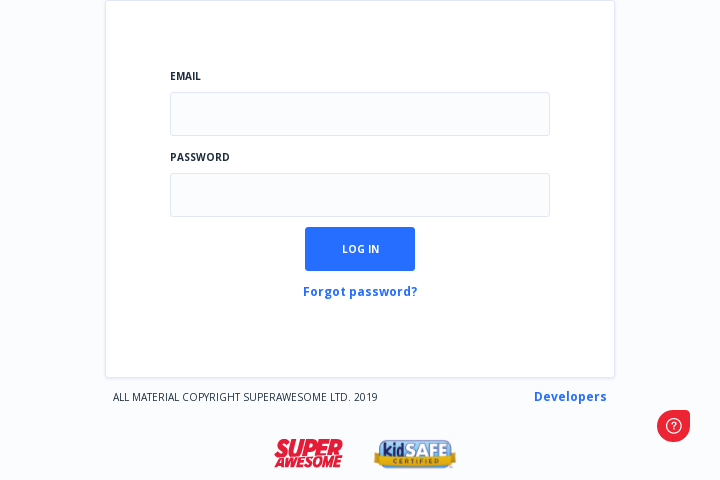 EMAIL
PASSWORD
LOG IN
Forgot password?
ALL MATERIAL COPYRIGHT SUPERAWESOME LTD. 2019
Developers
SUPER
AWESOME
kidSAFE
CERTIFIED